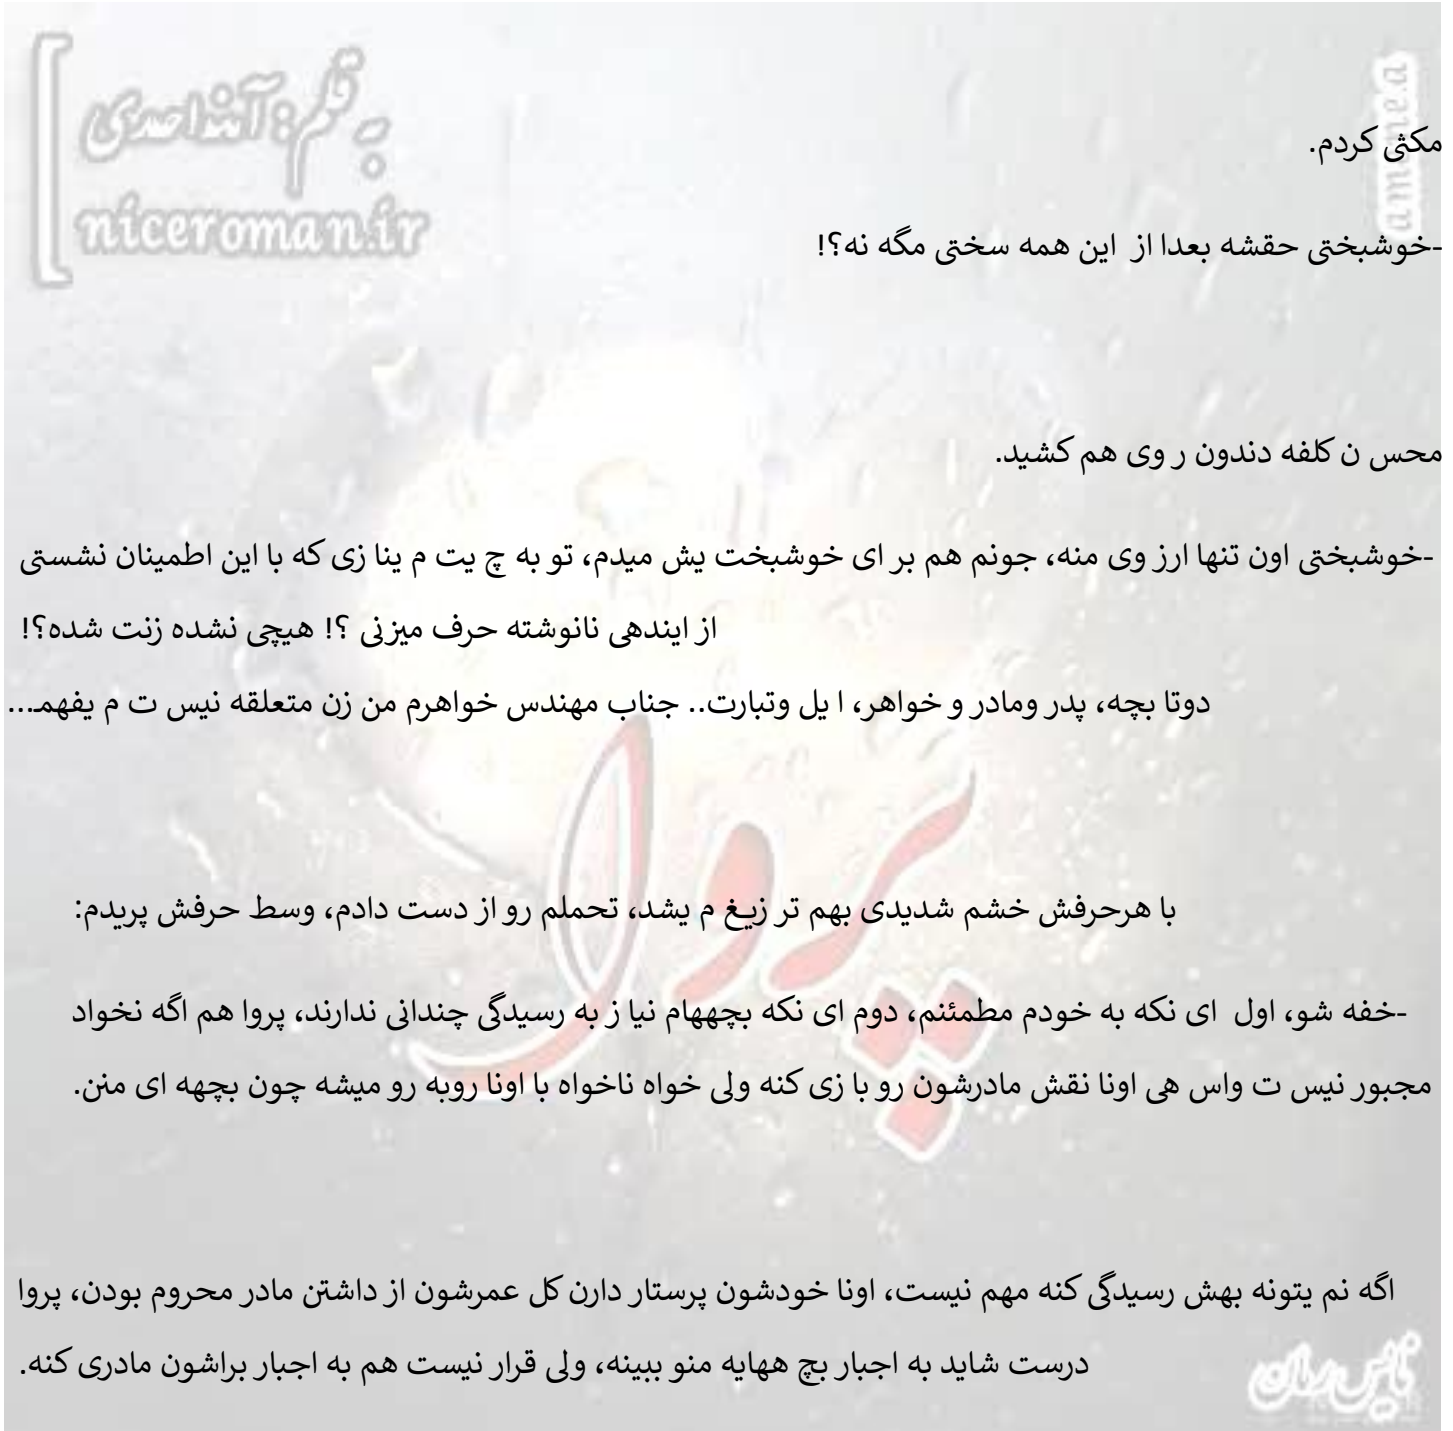 به قلم: آمنه احمدی
niceroman.ir
amenea
مکثی کردم.
-خوشبختی حقشه بعدا از این همه سختی مگه نه؟!
محس ن کلفه دندون ر وی هم کشید.
-خوشبختی اون تنها ارز وی منه، جونم هم بر ای خوشبخت یش میدم، تو به چ یت م ینا زی که با این اطمینان نشستی
از ایندهی نانوشته حرف میزنی ؟! هیچی نشده زنت شده؟!
دوتا بچه، پدر ومادر و خواهر، ا یل وتبارت.. جناب مهندس خواهرم من زن متعلقه نیس ت م یفهمـ...
پروا
با هرحرفش خشم شدیدی بهم تر زیـغ م یشد، تحملم رو از دست دادم، وسط حرفش پریدم:
-خفه شو، اول ای نکه به خودم مطمئنم، دوم ای نکه بچههام نیا ز به رسیدگی چندانی ندارند، پروا هم اگه نخواد
مجبور نیس ت واس هی اونا نقش مادرشون رو با زی کنه ولی خواه ناخواه با اونا روبه رو میشه چون بچهه ای منن.
اگه نم یتونه بهش رسیدگی کنه مهم نیست، اونا خودشون پرستار دارن کل عمرشون از داشتن مادر محروم بودن، پروا
درست شاید به اجبار بچ ههایه منو ببینه، ولی قرار نیست هم به اجبار براشون مادری کنه.
نایس رمان